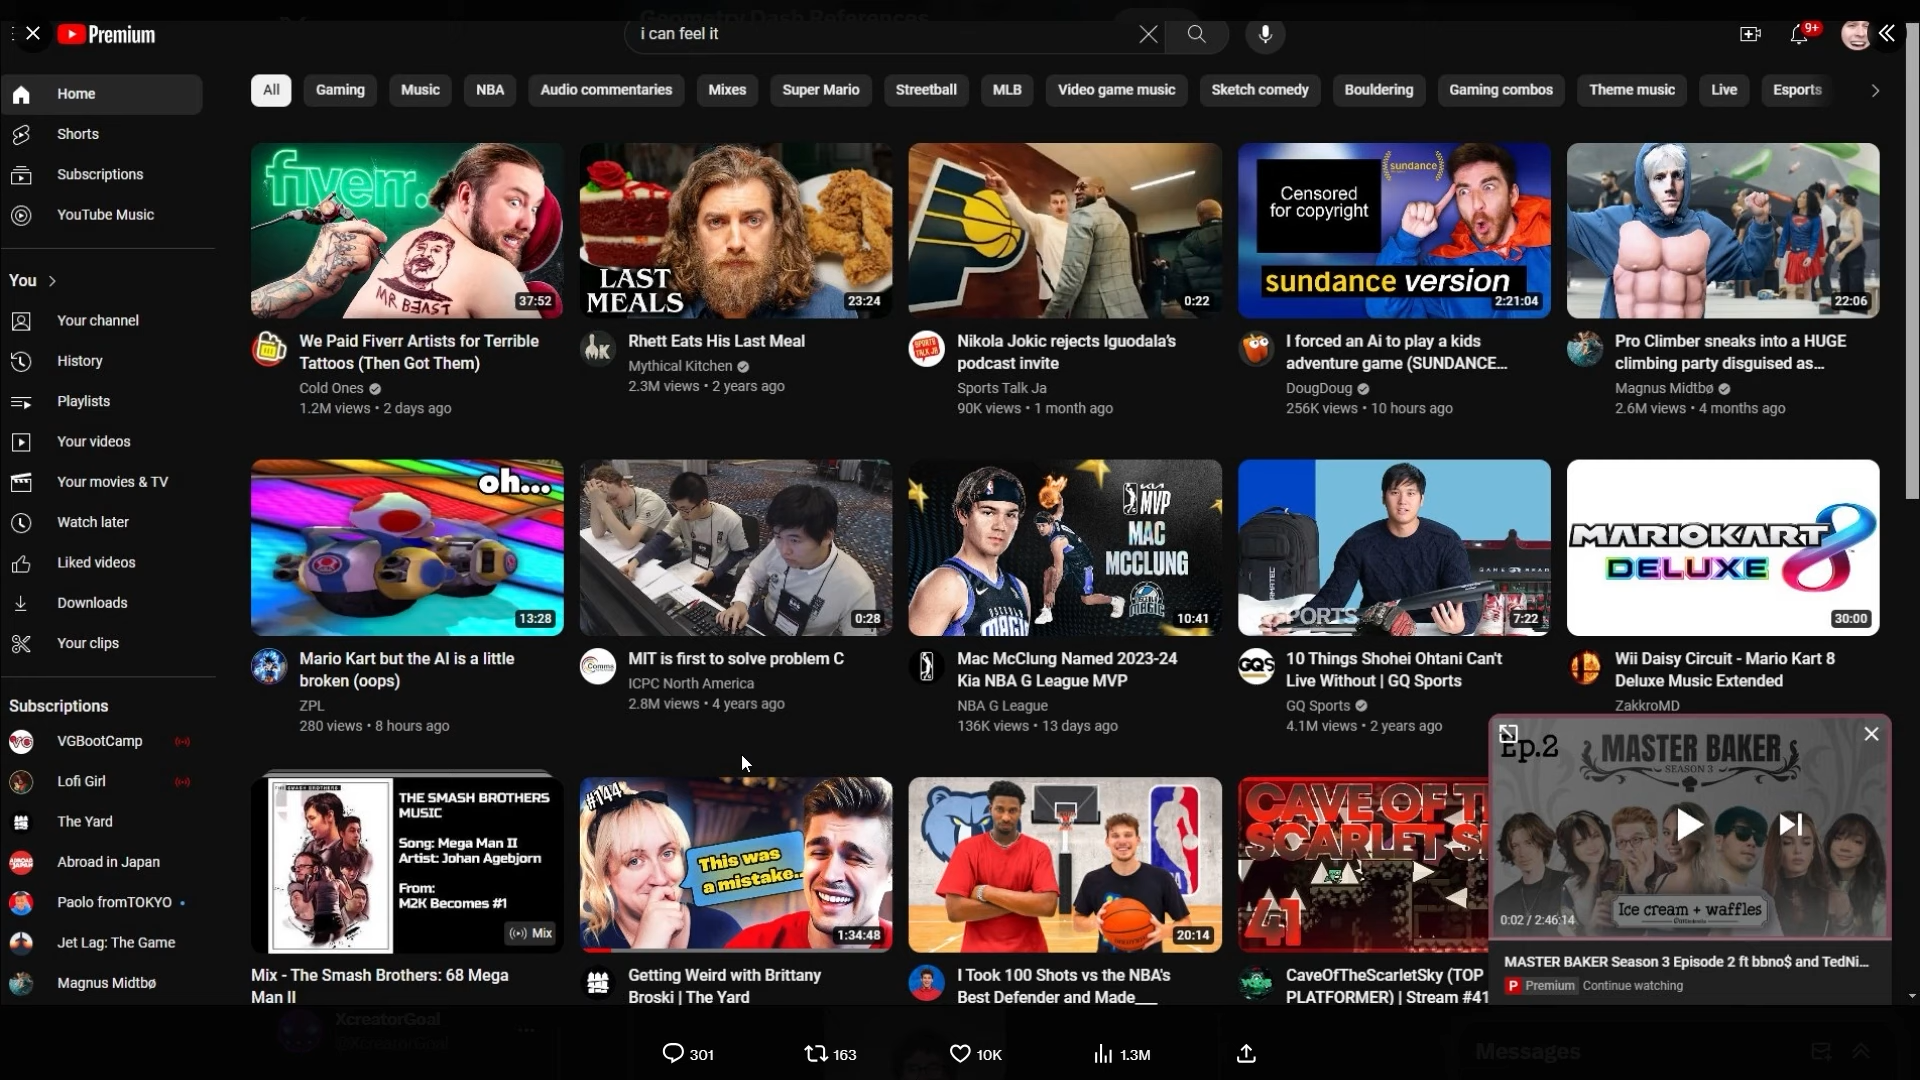 Geometry Dash References
Premium
i can feel it
9+
Home
Shorts
Subscriptions
YouTube Music
You
Your channel
History
Playlists
Your videos
Your movies & TV
Watch later
Liked videos
Downloads
Your clips
Subscriptions
VGBootCamp
Lofi Girl
The Yard
Abroad in Japan
Paolo fromTOKYO
Jet Lag: The Game
Magnus Midtbø
All
Gaming
Music
NBA
Audio commentaries
Mixes
Super Mario
Streetball
MLB
Video game music
Sketch comedy
Bouldering
Gaming combos
Theme music
Live
Esports
fiverr.
MR BEAST
37:52
We Paid Fiverr Artists for Terrible
Tattoos (Then Got Them)
Cold Ones
1.2M views • 2 days ago
LAST
MEALS
23:24
Rhett Eats His Last Meal
Mythical Kitchen
2.3M views • 2 years ago
0:22
Nikola Jokic rejects Iguodala's
podcast invite
Sports Talk Ja
90K views • 1 month ago
Censored
for copyright
sundance
sundance version
2:21:04
I forced an Ai to play a kids
adventure game (SUNDANCE...
DougDoug
256K views • 10 hours ago
22:06
Pro Climber sneaks into a HUGE
climbing party disguised as...
Magnus Midtbø
2.6M views • 4 months ago
oh...
13:28
Mario Kart but the AI is a little
broken (oops)
ZPL
280 views • 8 hours ago
0:28
MIT is first to solve problem C
ICPC North America
2.8M views • 4 years ago
KIA
MVP
MAC
MCCLUNG
MAGIC
10:41
Mac McClung Named 2023-24
Kia NBA G League MVP
NBA G League
136K views • 13 days ago
SPORTS
7:22
10 Things Shohei Ohtani Can't
Live Without | GQ Sports
GQ Sports
4.1M views • 2 years ago
MARIOKART 8
DELUXE
30:00
Wii Daisy Circuit - Mario Kart 8
Deluxe Music Extended
ZakkroMD
THE SMASH BROTHERS
THE SMASH BROTHERS
MUSIC
Song: Mega Man II
Artist: Johan Agebjorn
From:
M2K Becomes #1
Mix
Mix - The Smash Brothers: 68 Mega
Man II
#144
This was
a mistake..
1:34:48
Getting Weird with Brittany
Broski | The Yard
20:14
I Took 100 Shots vs the NBA's
Best Defender and Made___
CAVE OF T
SCARLET S
41
CaveOfTheScarletSky (TOP
PLATFORMER) | Stream #41
Ep.2
MASTER BAKER
SEASON 3
Ice cream + waffles
0:02 / 2:46:14
MASTER BAKER Season 3 Episode 2 ft bbno$ and TedNi...
P Premium
Continue watching
XcreatorGoal
@XcreatorGoal
301
163
10K
1.3M
Messages